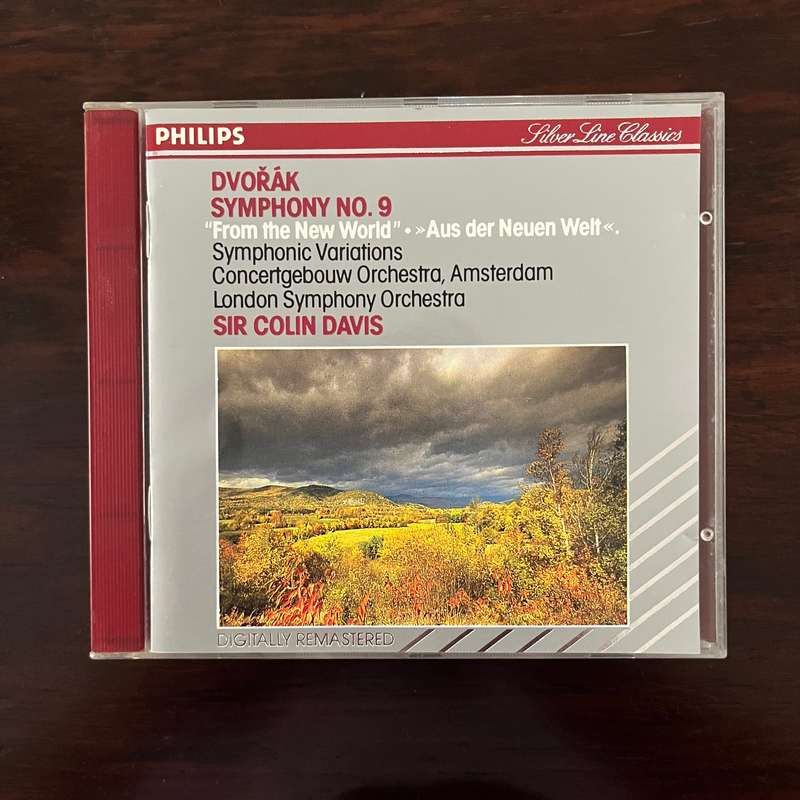 PHILIPS Silver Line Classics
DVOŘÁK
SYMPHONY NO. 9
"From the New World" • »Aus der Neuen Welt«.
Symphonic Variations
Concertgebouw Orchestra, Amsterdam
London Symphony Orchestra
SIR COLIN DAVIS
DIGITALLY REMASTERED